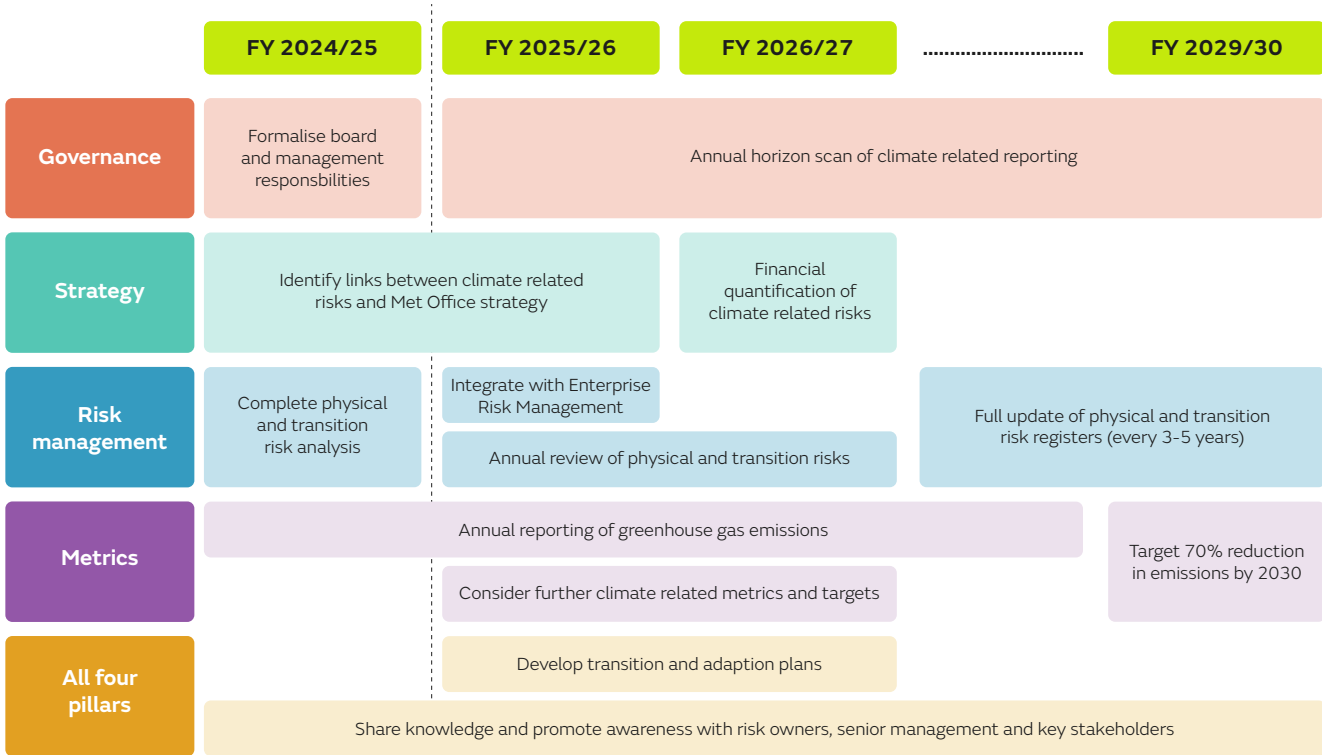 FY 2024/25
FY 2025/26
FY 2026/27
..............................
FY 2029/30
Governance
Formalise board
and management
responsbilities
Annual horizon scan of climate related reporting
Strategy
Identify links between climate related
risks and Met Office strategy
Financial
quantification of
climate related risks
Risk
management
Complete physical
and transition
risk analysis
Integrate with Enterprise
Risk Management
Annual review of physical and transition risks
Full update of physical and transition
risk registers (every 3-5 years)
Metrics
Annual reporting of greenhouse gas emissions
Consider further climate related metrics and targets
Target 70% reduction
in emissions by 2030
All four
pillars
Develop transition and adaption plans
Share knowledge and promote awareness with risk owners, senior management and key stakeholders